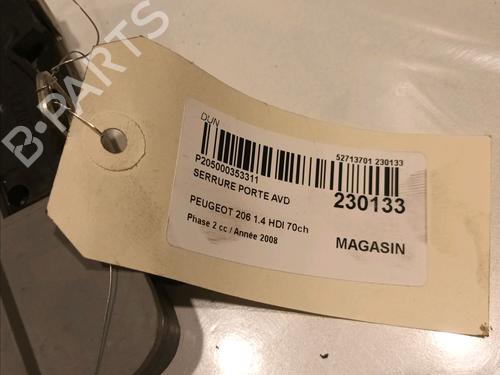 B-PARTS
DUN
52713701 230133
P205000353311
SERRURE PORTE AVD
230133
PEUGEOT 206 1.4 HDI 70ch
Phase 2 cc / Année 2008
MAGASIN